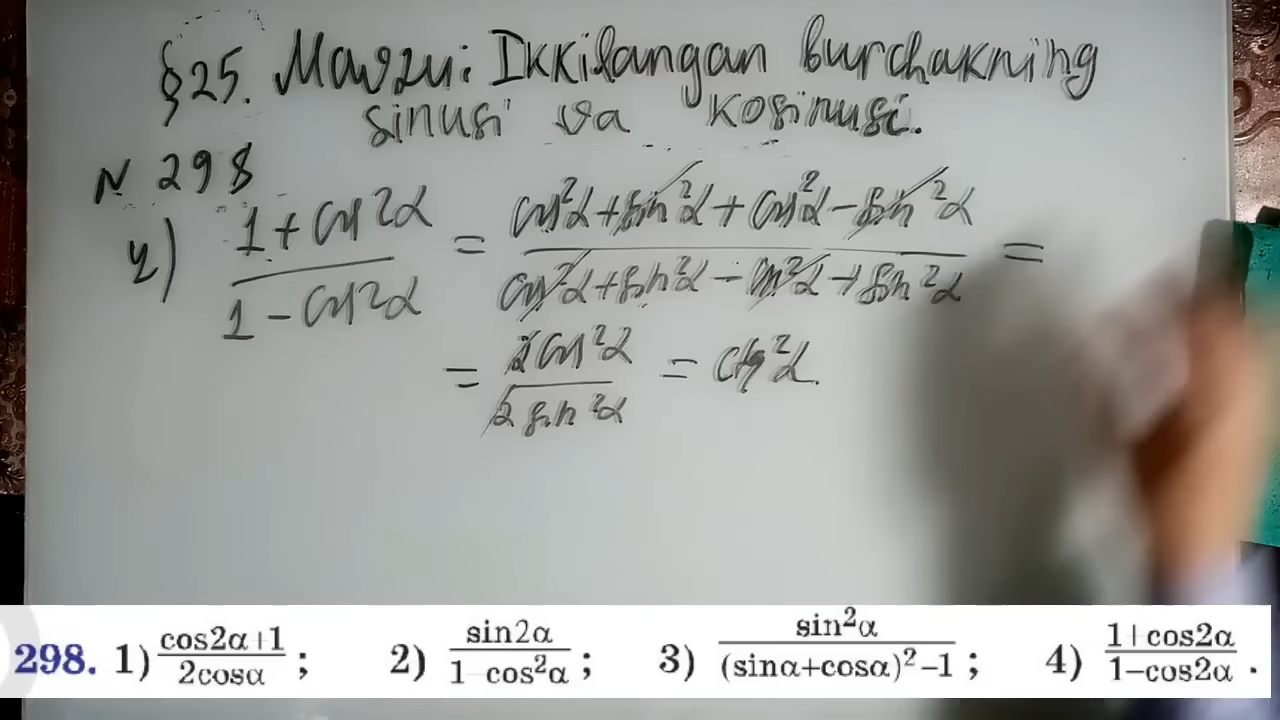 §25. Mavzu: Ikkilangan burchakning
sinusi va kosinusi.
N 298
4) (1 + cos2α)/(1 - cos2α) = (cos²α + sin²α + cos²α - sin²α)/(cos²α + sin²α - cos²α + sin²α) =
= 2cos²α/2sin²α = ctg²α.
298. 1) (cos2α+1)/(2cosα); 2) sin2α/(1-cos²α); 3) sin²α/((sinα+cosα)²-1); 4) (1+cos2α)/(1-cos2α).